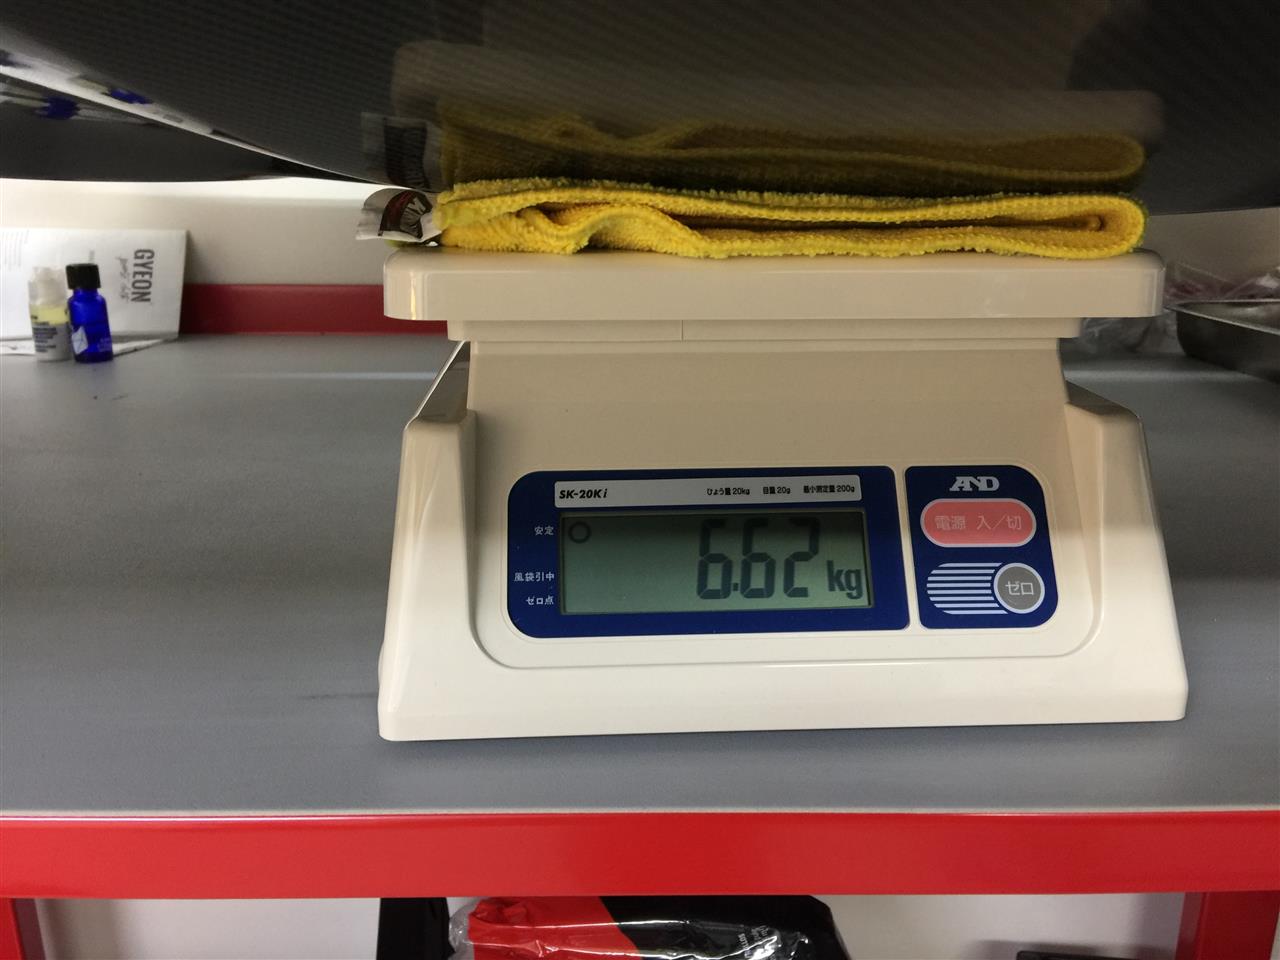 GYEON
SK-20Ki
ひょう量20kg 目量20g 最小測定量200g
AND
安定
電源 入/切
6.62 kg
風袋引中
ゼロ
ゼロ点